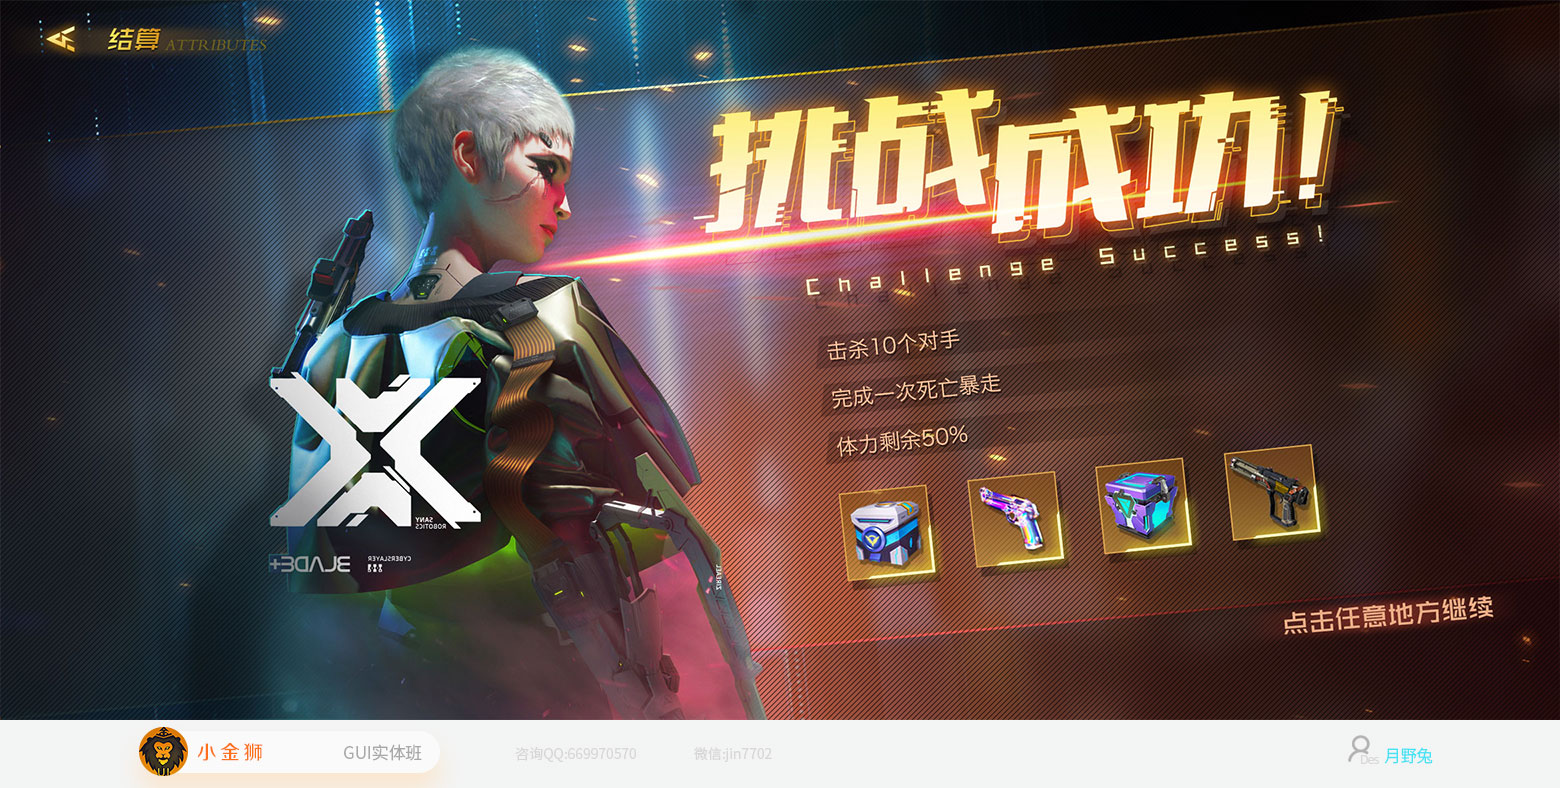 结算 ATTRIBUTES
挑战成功!
Challenge Success!
击杀10个对手
完成一次死亡暴走
体力剩余50%
点击任意地方继续
SANY
ROBOTICS
BLADE+
CYBERSLAYER
小金狮
GUI实体班
咨询QQ:669970570
微信:jin7702
Des 月野兔